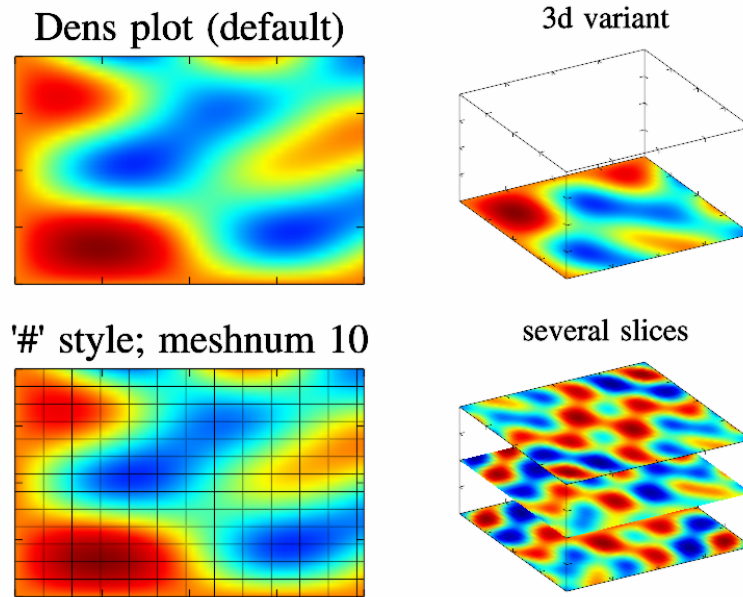 Dens plot (default)
3d variant
'#' style; meshnum 10
several slices